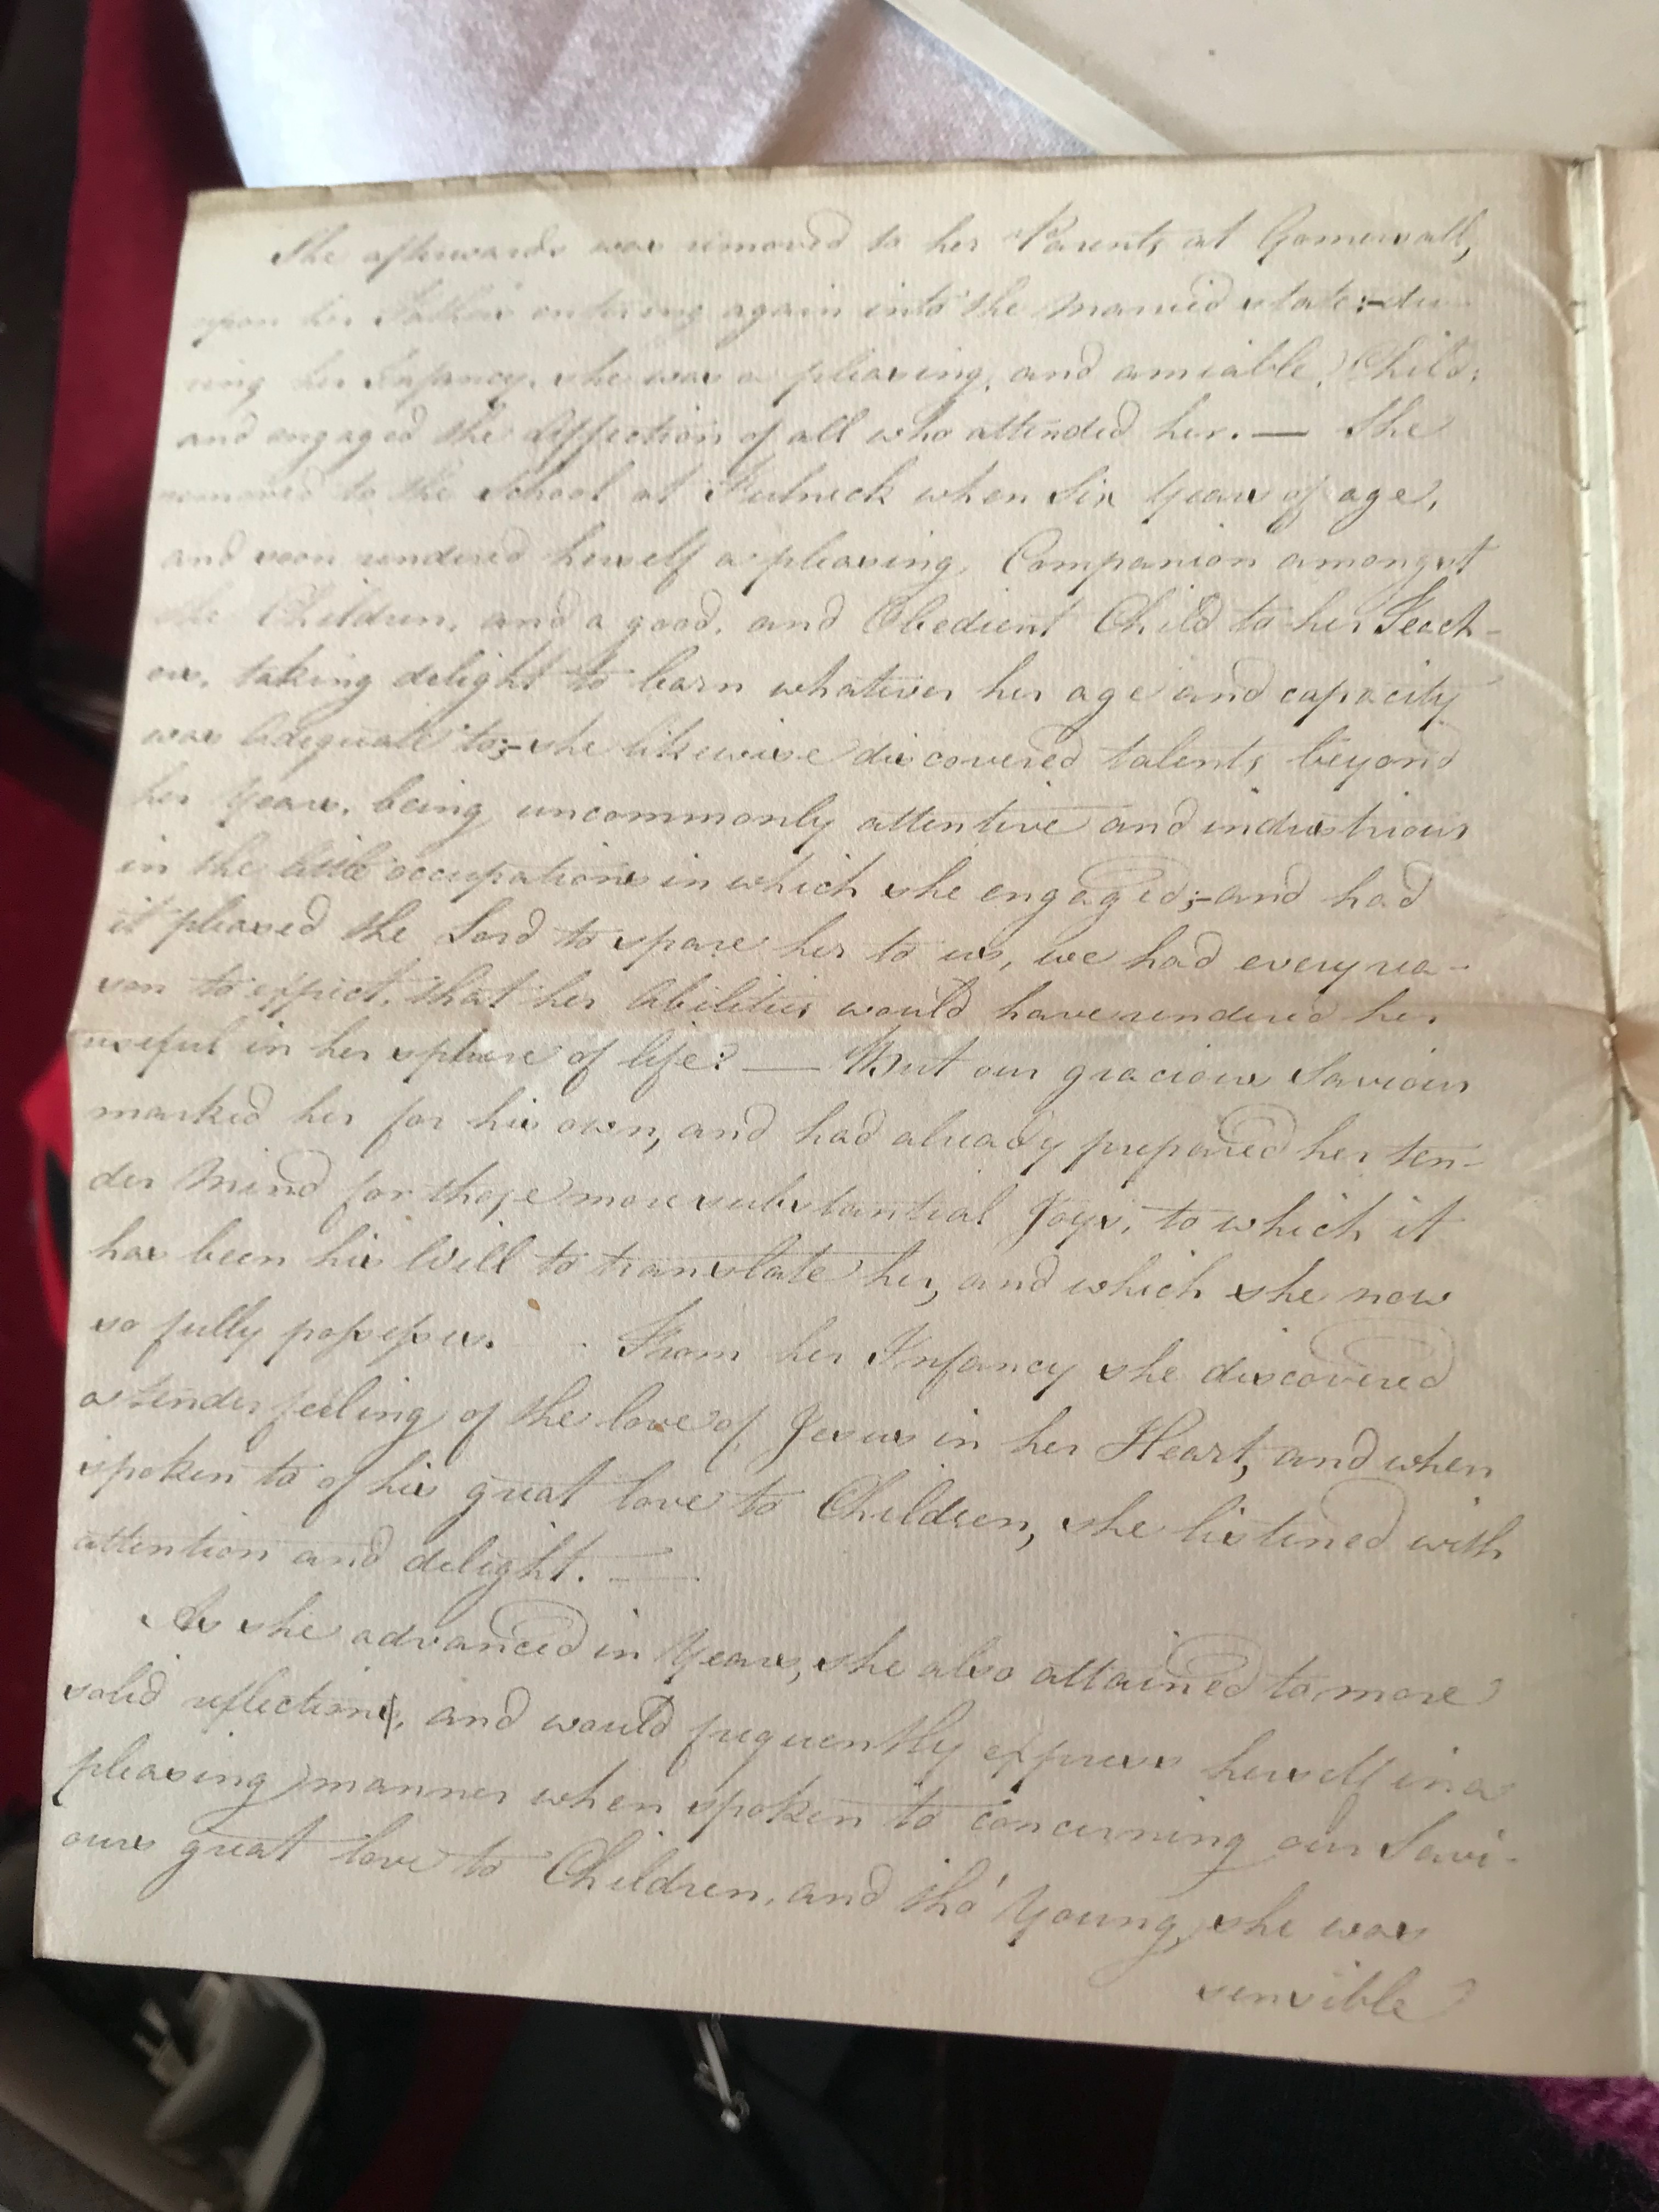 She afterwards was removed to her Parents at Gomersall,
upon her Father entering again into the Married state:- du-
ring her Infancy, she was a pleasing, and amiable, Child;
and engaged the Affection of all who attended her. — She
removed to the School at Fulneck when Six Years of age,
and soon rendered herself a pleasing, Companion amongst
the Children, and a good, and Obedient Child to her Teach-
ers, taking delight to learn whatever her age and capacity
was Adequate to;- she likewise discovered talents beyond
her Years, being uncommonly attentive and industrious
in the little occupations in which she engaged;- and had
it pleased the Lord to spare her to us, we had every rea-
son to expect, that her Abilities would have rendered her
useful in her sphere of life: — But our gracious Saviour
marked her for his own, and had already prepared her ten-
der Mind for those more substantial Joys, to which it
has been his Will to translate her, and which she now
so fully possesses. — From her Infancy she discovered
a tender feeling of the love of Jesus in her Heart, and when
spoken to of his great love to Children, she listened with
attention and delight. —
As she advanced in Years, she also attained to more
solid reflection, and would frequently express herself in a
pleasing manner when spoken to concerning our Savi-
ours great love to Children, and tho' Young, she was
sensible